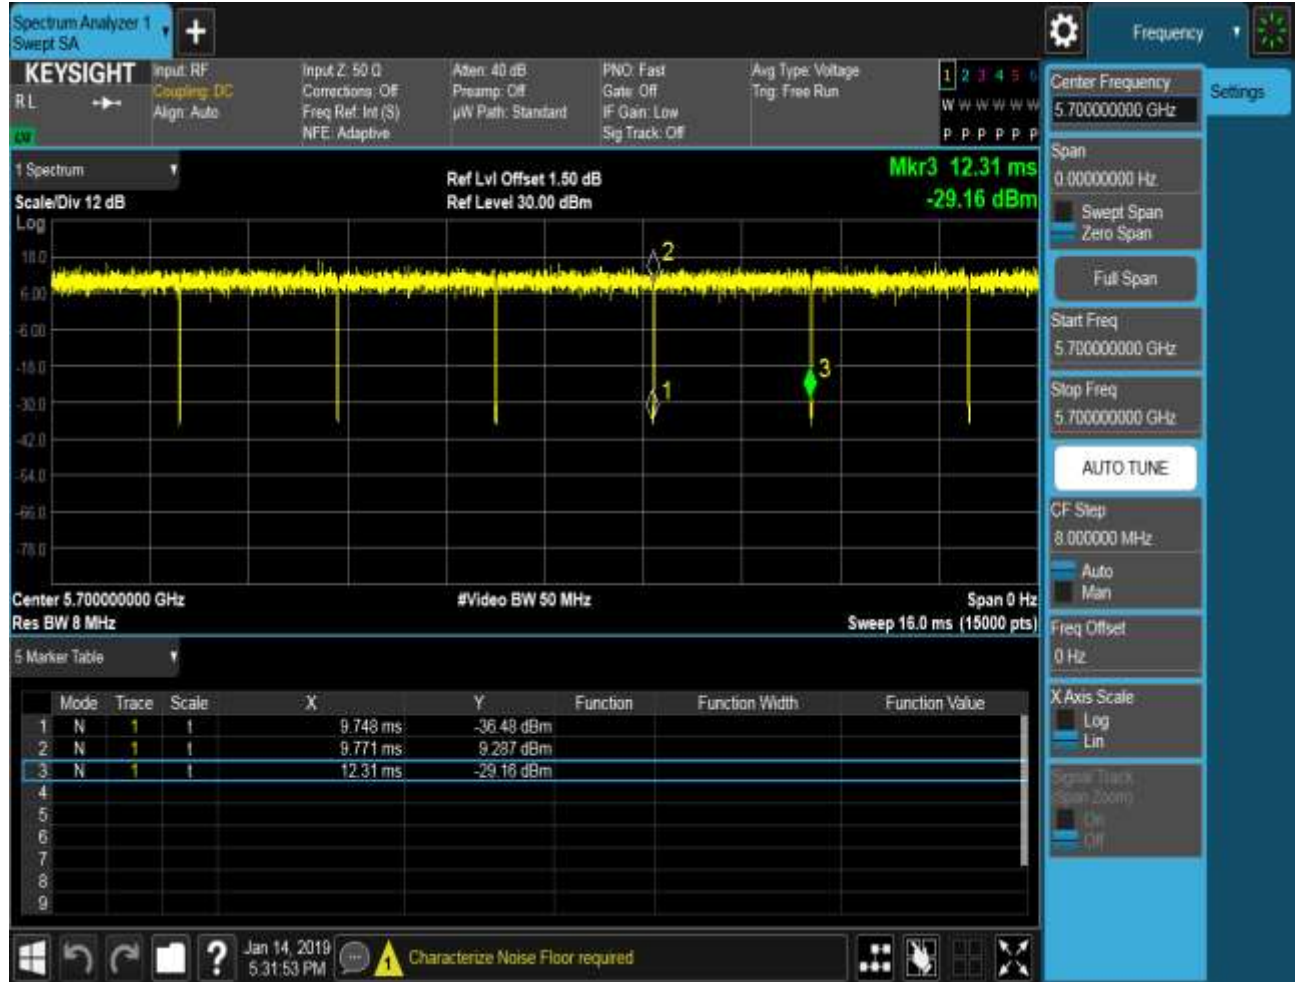 Spectrum Analyzer 1
Swept SA
+
Frequency
KEYSIGHT
RL
Input: RF
Coupling: DC
Align: Auto
Input Z: 50 Ω
Corrections: Off
Freq Ref: Int (S)
NFE: Adaptive
Atten: 40 dB
Preamp: Off
µW Path: Standard
PNO: Fast
Gate: Off
IF Gain: Low
Sig Track: Off
Avg Type: Voltage
Trig: Free Run
1 2 3 4 5 6
W W W W W W
P P P P P P
1 Spectrum
Scale/Div 12 dB
Ref Lvl Offset 1.50 dB
Ref Level 30.00 dBm
Mkr3 12.31 ms
-29.16 dBm
Log
18.0
6.00
-6.00
-18.0
-30.0
-42.0
-54.0
-66.0
-78.0
2
1
3
Center 5.700000000 GHz
#Video BW 50 MHz
Span 0 Hz
Res BW 8 MHz
Sweep 16.0 ms (15000 pts)
5 Marker Table
Mode Trace Scale X Y Function Function Width Function Value
1 N 1 t 9.748 ms -36.48 dBm
2 N 1 t 9.771 ms 9.287 dBm
3 N 1 t 12.31 ms -29.16 dBm
4
5
6
7
8
9
Center Frequency
5.700000000 GHz
Settings
Span
0.00000000 Hz
Swept Span
Zero Span
Full Span
Start Freq
5.700000000 GHz
Stop Freq
5.700000000 GHz
AUTO TUNE
CF Step
8.000000 MHz
Auto
Man
Freq Offset
0 Hz
X Axis Scale
Log
Lin
Signal Track
(Span Zoom)
On
Off
?
Jan 14, 2019
5:31:53 PM
1
Characterize Noise Floor required